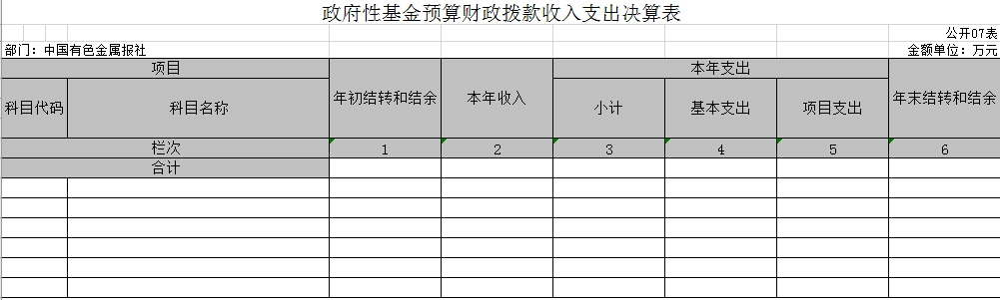 政府性基金预算财政拨款收入支出决算表
公开07表
部门：中国有色金属报社 金额单位：万元
项目 年初结转和结余 本年收入 本年支出 年末结转和结余
科目代码 科目名称 小计 基本支出 项目支出
栏次 1 2 3 4 5 6
合计